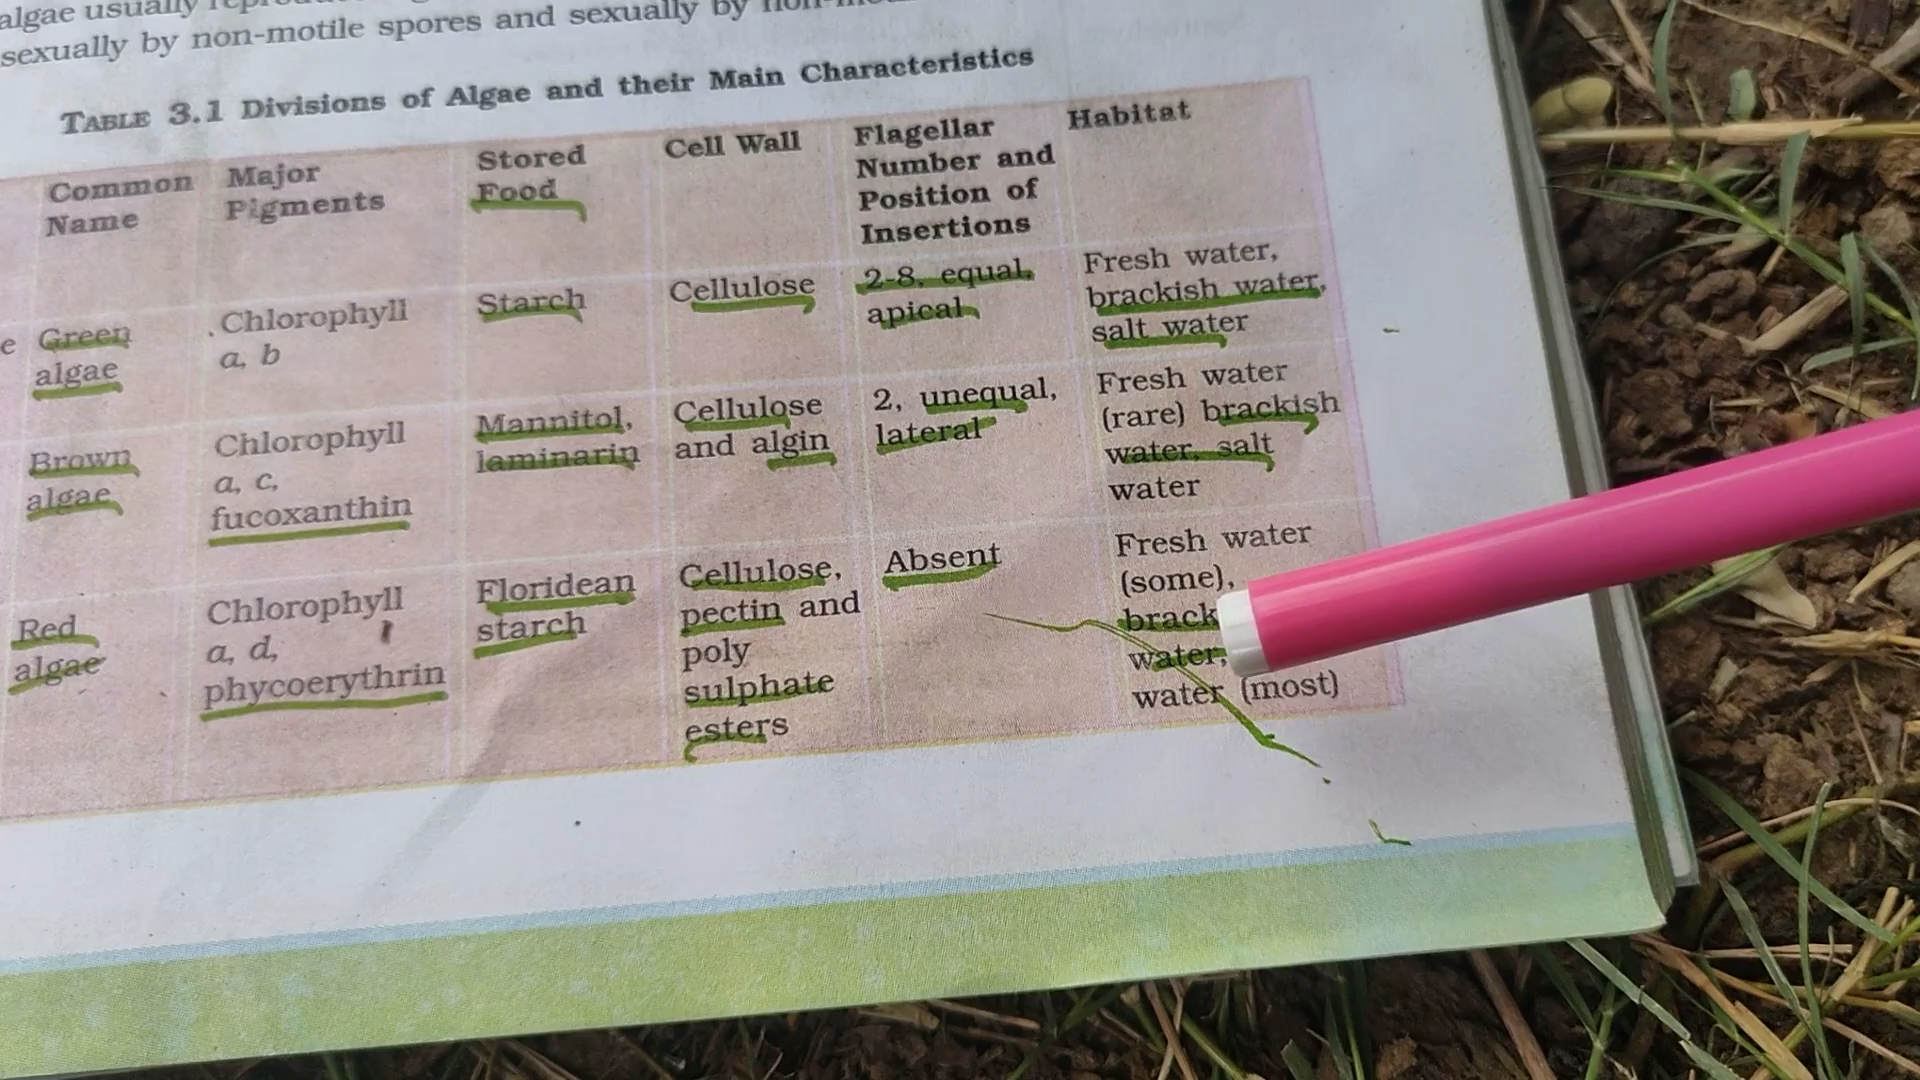 algae usually
sexually by non-motile spores and sexually by
TABLE 3.1 Divisions of Algae and their Main Characteristics
Common Name
Major Pigments
Stored Food
Cell Wall
Flagellar Number and Position of Insertions
Habitat
e
Green
algae
Chlorophyll
a, b
Starch
Cellulose
2-8, equal,
apical
Fresh water,
brackish water,
salt water
Brown
algae
Chlorophyll
a, c,
fucoxanthin
Mannitol,
laminarin
Cellulose
and algin
2, unequal,
lateral
Fresh water
(rare) brackish
water, salt
water
Red
algae
Chlorophyll
a, d,
phycoerythrin
Floridean
starch
Cellulose,
pectin and
poly
sulphate
esters
Absent
Fresh water
(some),
brack
water,
water (most)